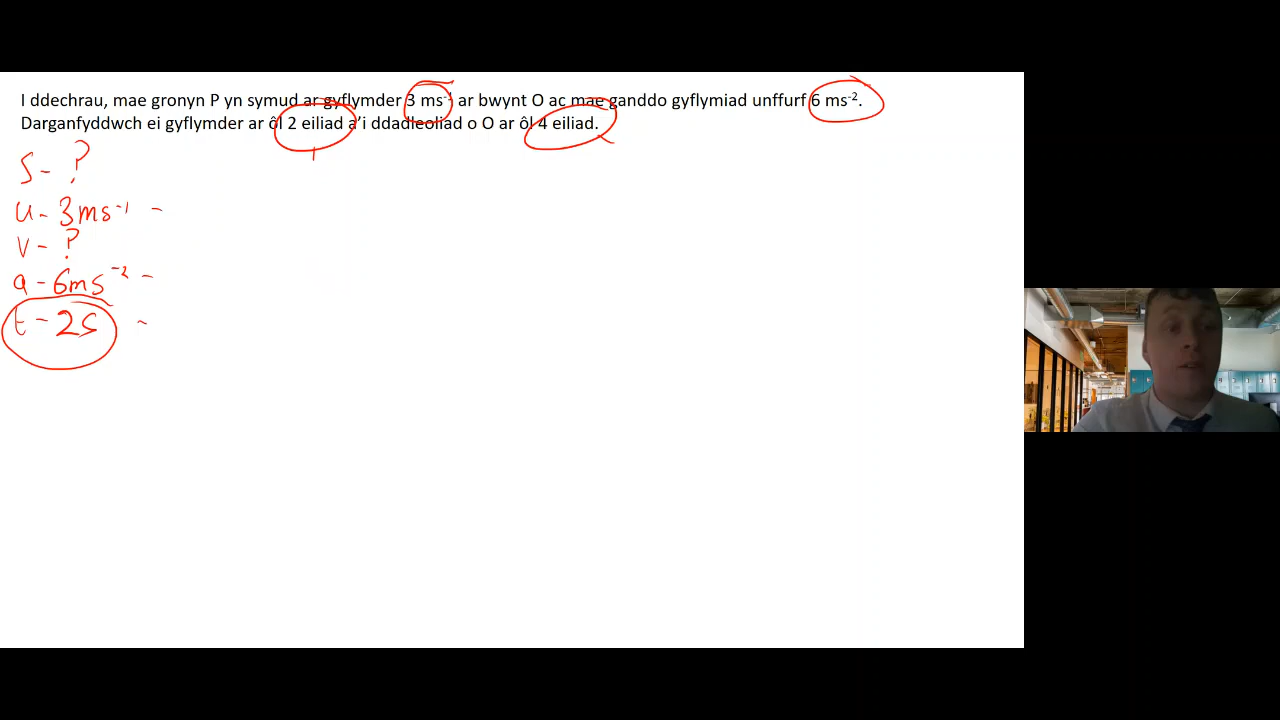 I ddechrau, mae gronyn P yn symud ar gyflymder 3 ms⁻¹ ar bwynt O ac mae ganddo gyflymiad unffurf 6 ms⁻².
Darganfyddwch ei gyflymder ar ôl 2 eiliad a'i ddadleoliad o O ar ôl 4 eiliad.
S - ?
u - 3ms⁻¹ -
v - ?
a - 6ms⁻² -
t - 2s -